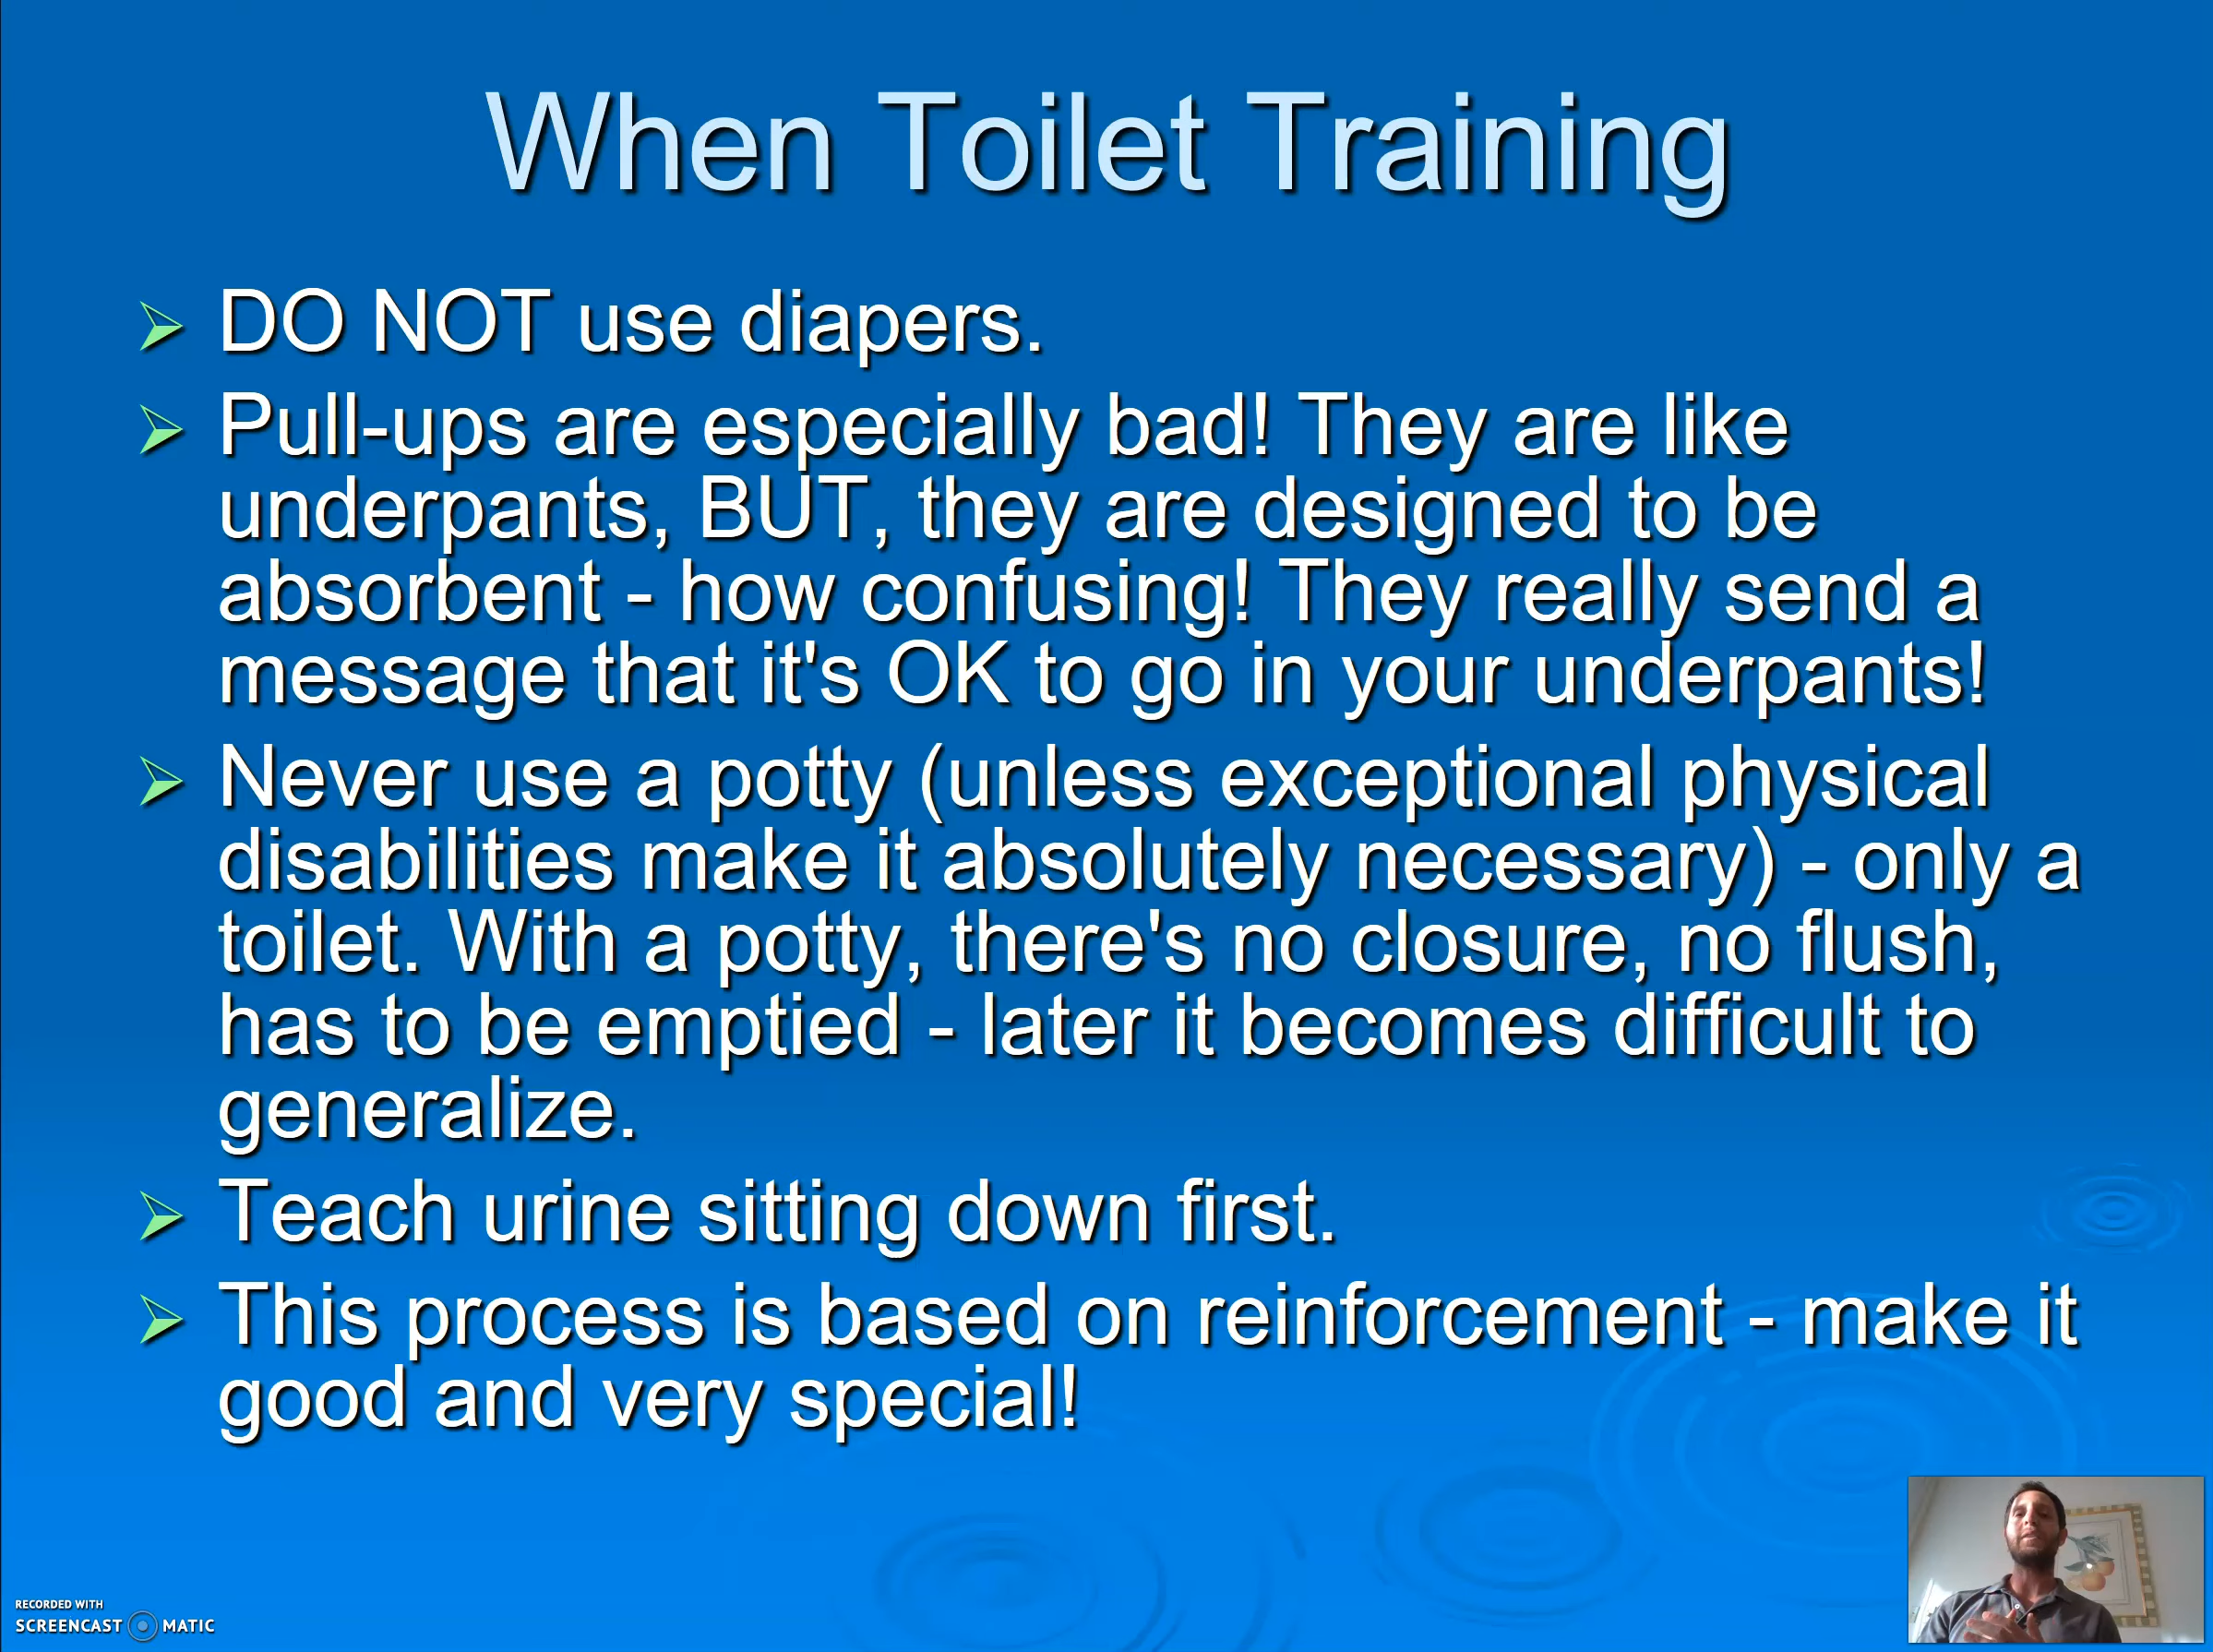 When Toilet Training
DO NOT use diapers.
Pull-ups are especially bad! They are like
underpants, BUT, they are designed to be
absorbent - how confusing! They really send a
message that it's OK to go in your underpants!
Never use a potty (unless exceptional physical
disabilities make it absolutely necessary) - only a
toilet. With a potty, there's no closure, no flush,
has to be emptied - later it becomes difficult to
generalize.
Teach urine sitting down first.
This process is based on reinforcement - make it
good and very special!
RECORDED WITH
SCREENCAST MATIC